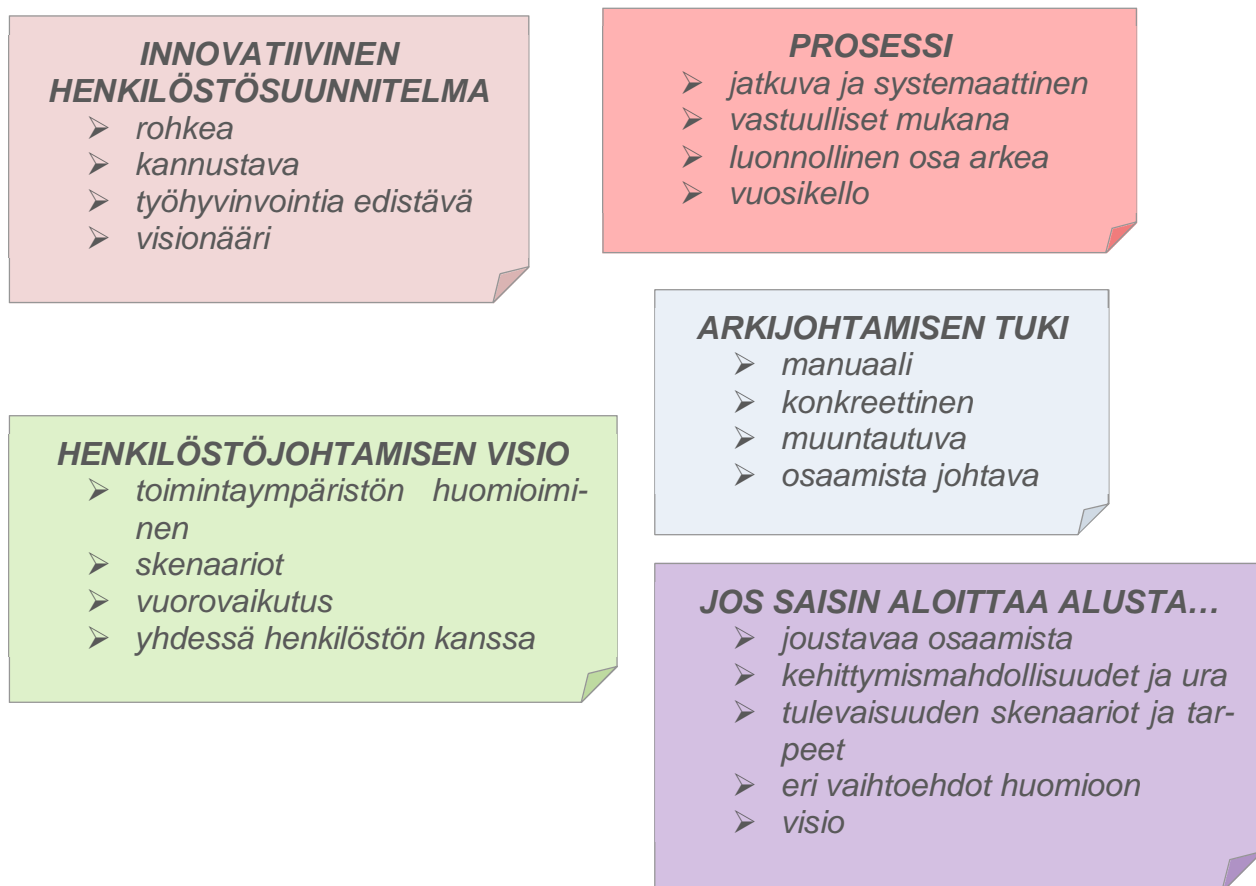 INNOVATIIVINEN
HENKILÖSTÖSUUNNITELMA
➢ rohkea
➢ kannustava
➢ työhyvinvointia edistävä
➢ visionääri
PROSESSI
➢ jatkuva ja systemaattinen
➢ vastuulliset mukana
➢ luonnollinen osa arkea
➢ vuosikello
ARKIJOHTAMISEN TUKI
➢ manuaali
➢ konkreettinen
➢ muuntautuva
➢ osaamista johtava
HENKILÖSTÖJOHTAMISEN VISIO
➢ toimintaympäristön huomioimi-
nen
➢ skenaariot
➢ vuorovaikutus
➢ yhdessä henkilöstön kanssa
JOS SAISIN ALOITTAA ALUSTA…
➢ joustavaa osaamista
➢ kehittymismahdollisuudet ja ura
➢ tulevaisuuden skenaariot ja tar-
peet
➢ eri vaihtoehdot huomioon
➢ visio